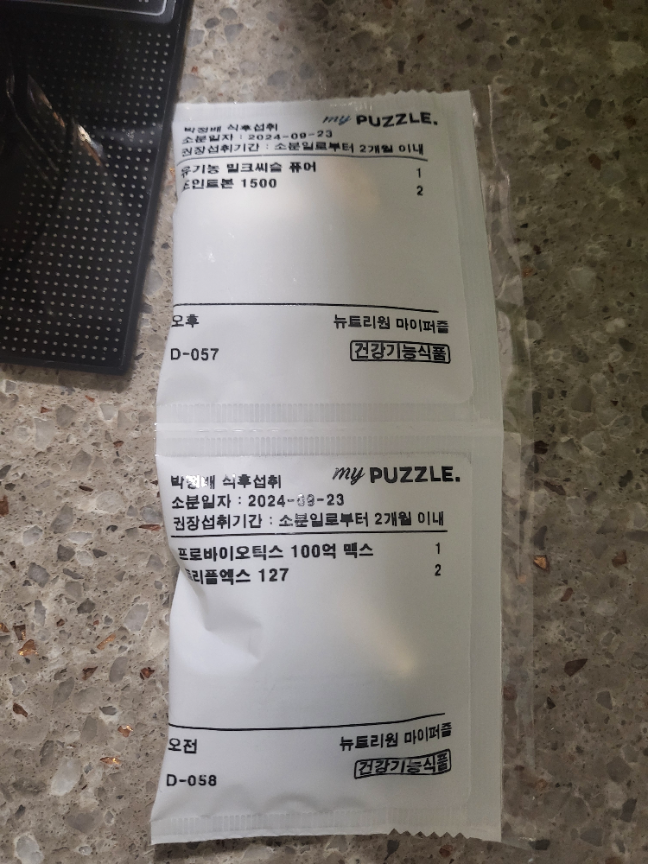 박정배 식후섭취
my PUZZLE.
소분일자 : 2024-09-23
권장섭취기간 : 소분일로부터 2개월 이내
유기농 밀크씨슬 퓨어 1
포인트본 1500 2
오후 뉴트리원 마이퍼즐
D-057 건강기능식품
박정배 식후섭취
my PUZZLE.
소분일자 : 2024-09-23
권장섭취기간 : 소분일로부터 2개월 이내
프로바이오틱스 100억 맥스 1
127 2
오전 뉴트리원 마이퍼즐
D-058 건강기능식품